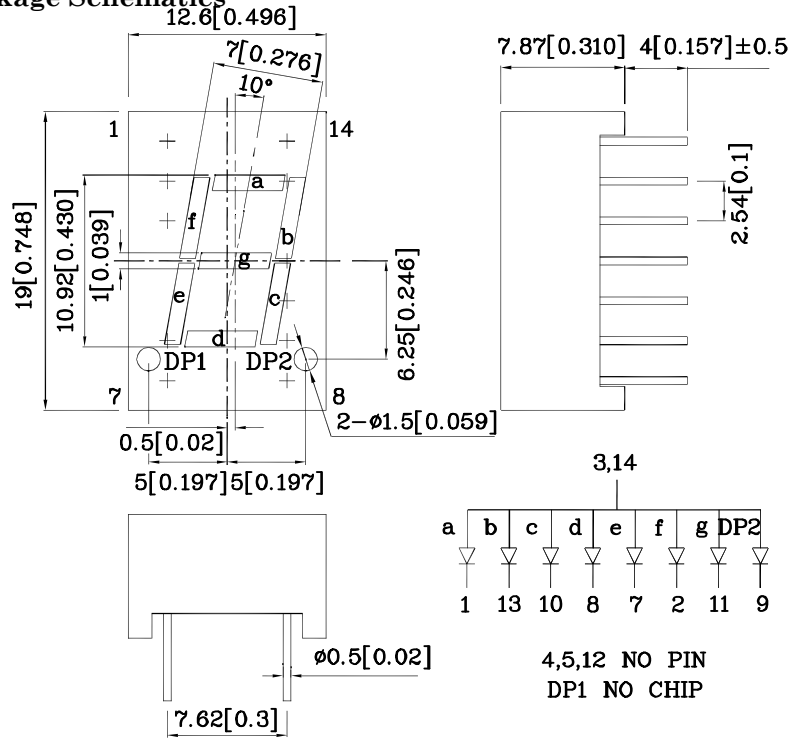 kage Schematics
12.6[0.496]
7[0.276]
10°
7.87[0.310]
4[0.157]±0.5
1
14
a
f
b
g
e
c
d
DP1
DP2
7
8
19[0.748]
10.92[0.430]
1[0.039]
6.25[0.246]
2.54[0.1]
2-ø1.5[0.059]
0.5[0.02]
5[0.197]
5[0.197]
3,14
a b c d e f g DP2
1 13 10 8 7 2 11 9
ø0.5[0.02]
7.62[0.3]
4,5,12 NO PIN
DP1 NO CHIP